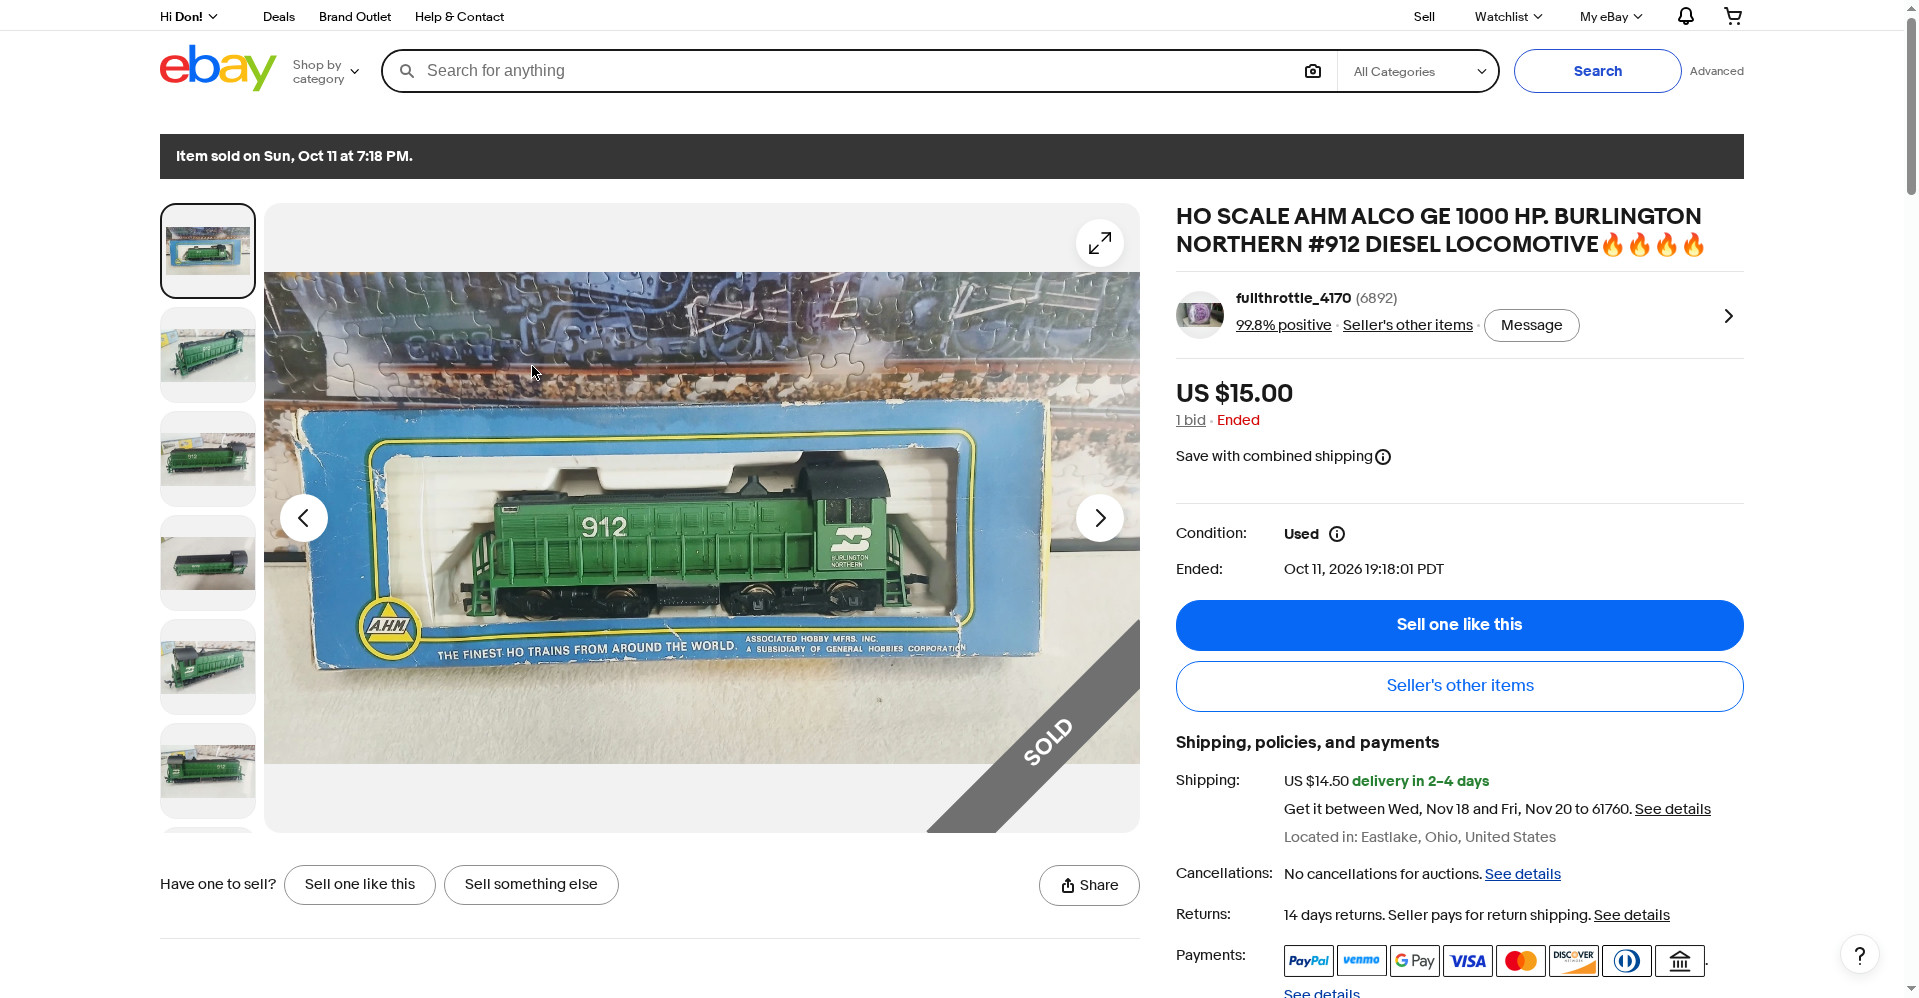 Hi Don!
Deals
Brand Outlet
Help & Contact
Sell
Watchlist
My eBay
ebay
Shop by
category
Search for anything
All Categories
Search
Advanced
Item sold on Sun, Oct 11 at 7:18 PM.
912
BURLINGTON
NORTHERN
A.H.M.
THE FINEST HO TRAINS FROM AROUND THE WORLD.
ASSOCIATED HOBBY MFRS. INC.
A SUBSIDIARY OF GENERAL HOBBIES CORPORATION
SOLD
HO SCALE AHM ALCO GE 1000 HP. BURLINGTON
NORTHERN #912 DIESEL LOCOMOTIVE🔥🔥🔥🔥
fullthrottle_4170 (6892)
99.8% positive · Seller's other items · Message
US $15.00
1 bid · Ended
Save with combined shipping
Condition: Used
Ended: Oct 11, 2026 19:18:01 PDT
Sell one like this
Seller's other items
Shipping, policies, and payments
Shipping: US $14.50 delivery in 2–4 days
Get it between Wed, Nov 18 and Fri, Nov 20 to 61760. See details
Located in: Eastlake, Ohio, United States
Cancellations: No cancellations for auctions. See details
Returns: 14 days returns. Seller pays for return shipping. See details
Payments: PayPal venmo G Pay VISA DISCOVER
See details
Have one to sell? Sell one like this Sell something else
Share
?